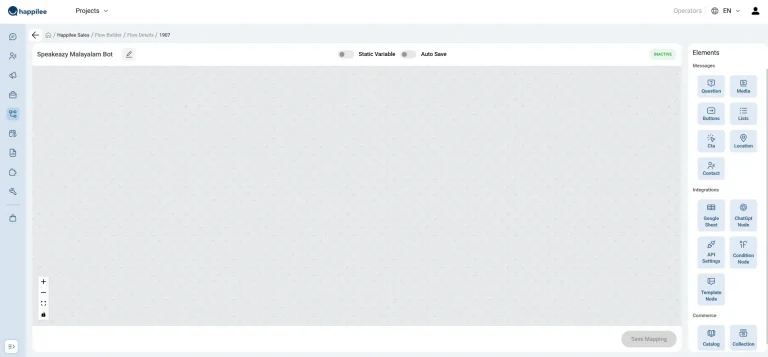 happilee
Projects
Operators
EN
/ Happilee Sales / Flow Builder / Flow Details / 1907
Speakeazy Malayalam Bot
Static Variable
Auto Save
INACTIVE
Elements
Messages
Question
Media
Buttons
Lists
Cta
Location
Contact
Integrations
Google Sheet
ChatGpt Node
API Settings
Condition Node
Template Node
Commerce
Catalog
Collection
Save Mapping